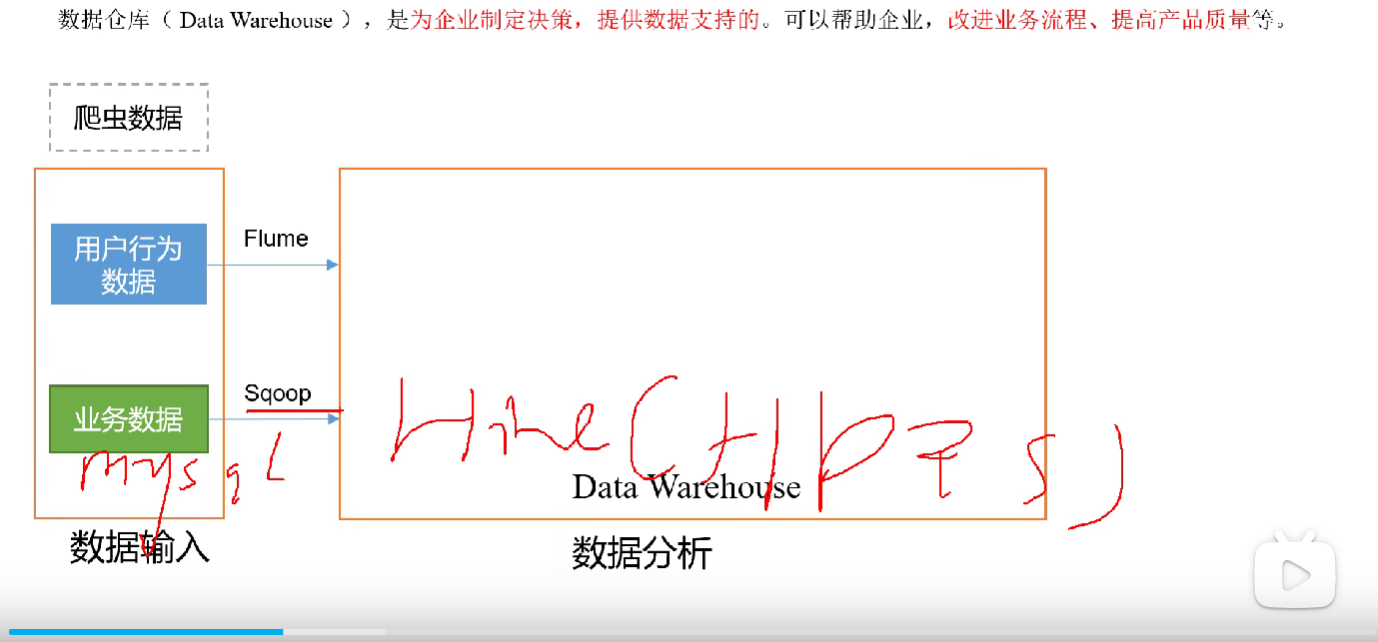 数据仓库（ Data Warehouse ），是为企业制定决策，提供数据支持的。可以帮助企业，改进业务流程、提高产品质量等。
爬虫数据
用户行为
数据
Flume
业务数据
Sqoop
mysql
Hive(HDFS)
Data Warehouse
数据输入
数据分析